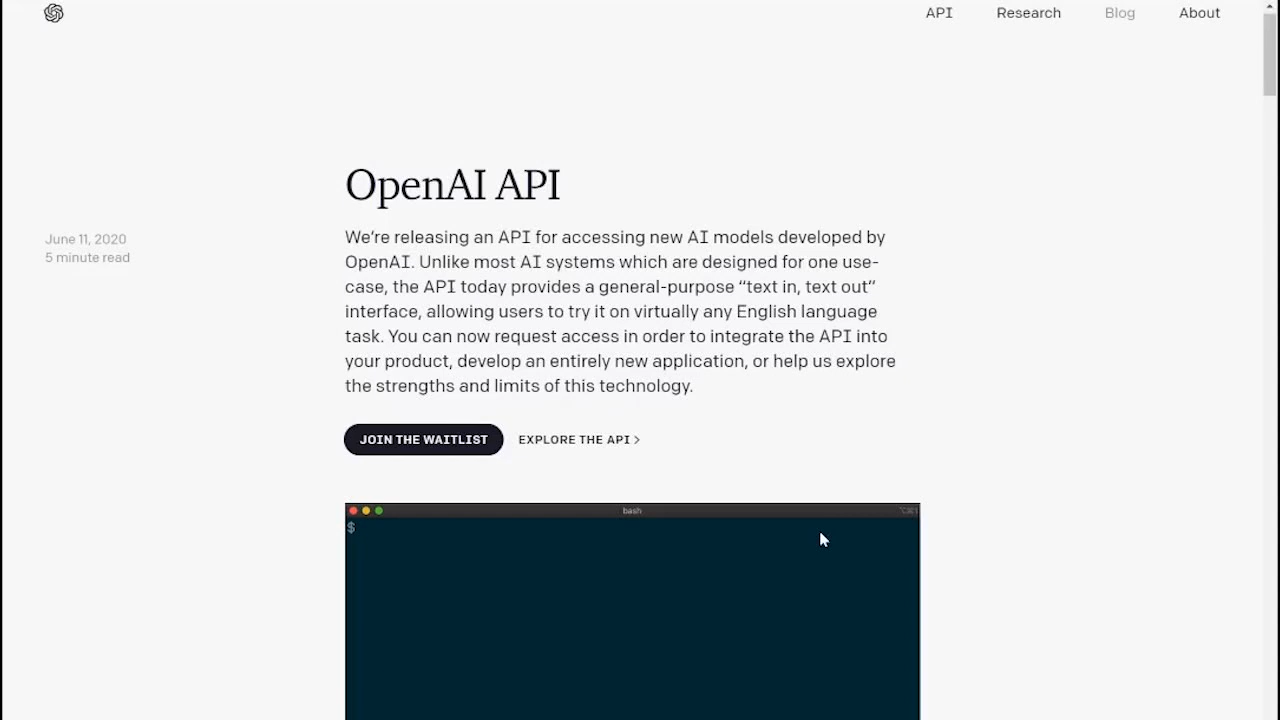 API Research Blog About
OpenAI API
June 11, 2020
5 minute read
We're releasing an API for accessing new AI models developed by
OpenAI. Unlike most AI systems which are designed for one use-
case, the API today provides a general-purpose “text in, text out”
interface, allowing users to try it on virtually any English language
task. You can now request access in order to integrate the API into
your product, develop an entirely new application, or help us explore
the strengths and limits of this technology.
JOIN THE WAITLIST EXPLORE THE API >
bash
$